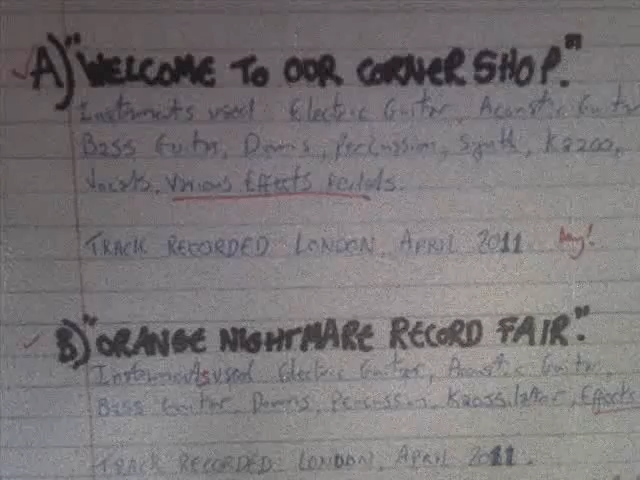 A) "WELCOME TO OUR CORNER SHOP."
Instruments used: Electric Guitar, Acoustic Guita
Bass Guitar, Drums, Percussion, Synth, Kazoo,
Vocals, Various Effects Pedals.
TRACK RECORDED LONDON, APRIL 2011
B) "ORANGE NIGHTMARE RECORD FAIR."
Instruments used Electric Guitar, Acoustic Guitar,
Bass Guitar, Drums, Percussion, Kaossilator, Effects
TRACK RECORDED: LONDON, APRIL 2011.